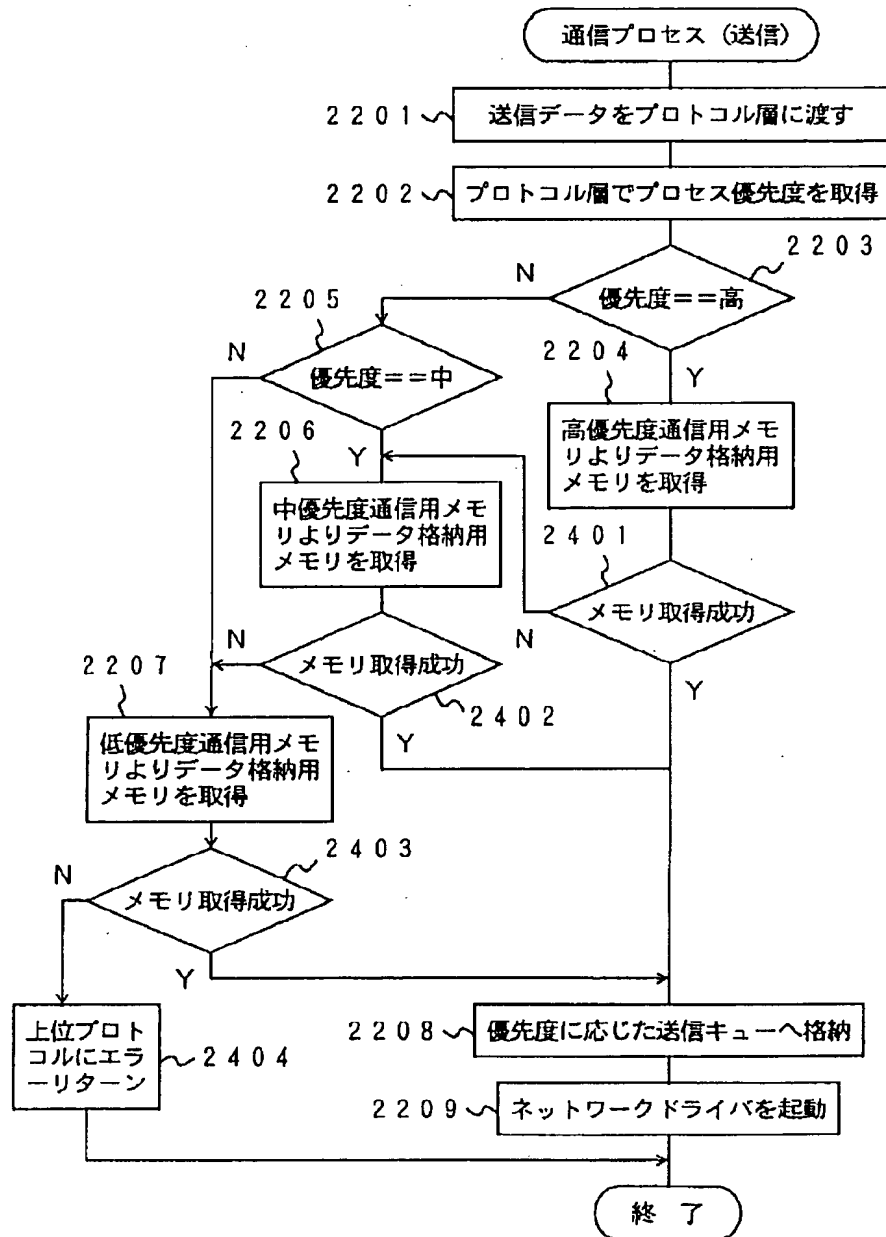 通信プロセス（送信）
2201
送信データをプロトコル層に渡す
2202
プロトコル層でプロセス優先度を取得
2203
優先度==高
N
Y
2205
優先度==中
N
Y
2204
高優先度通信用メモ
リよりデータ格納用
メモリを取得
2206
中優先度通信用メモ
リよりデータ格納用
メモリを取得
2401
メモリ取得成功
N
Y
2402
メモリ取得成功
N
Y
2207
低優先度通信用メモ
リよりデータ格納用
メモリを取得
2403
メモリ取得成功
N
Y
上位プロト
コルにエラ
ーリターン
2404
2208
優先度に応じた送信キューへ格納
2209
ネットワークドライバを起動
終 了